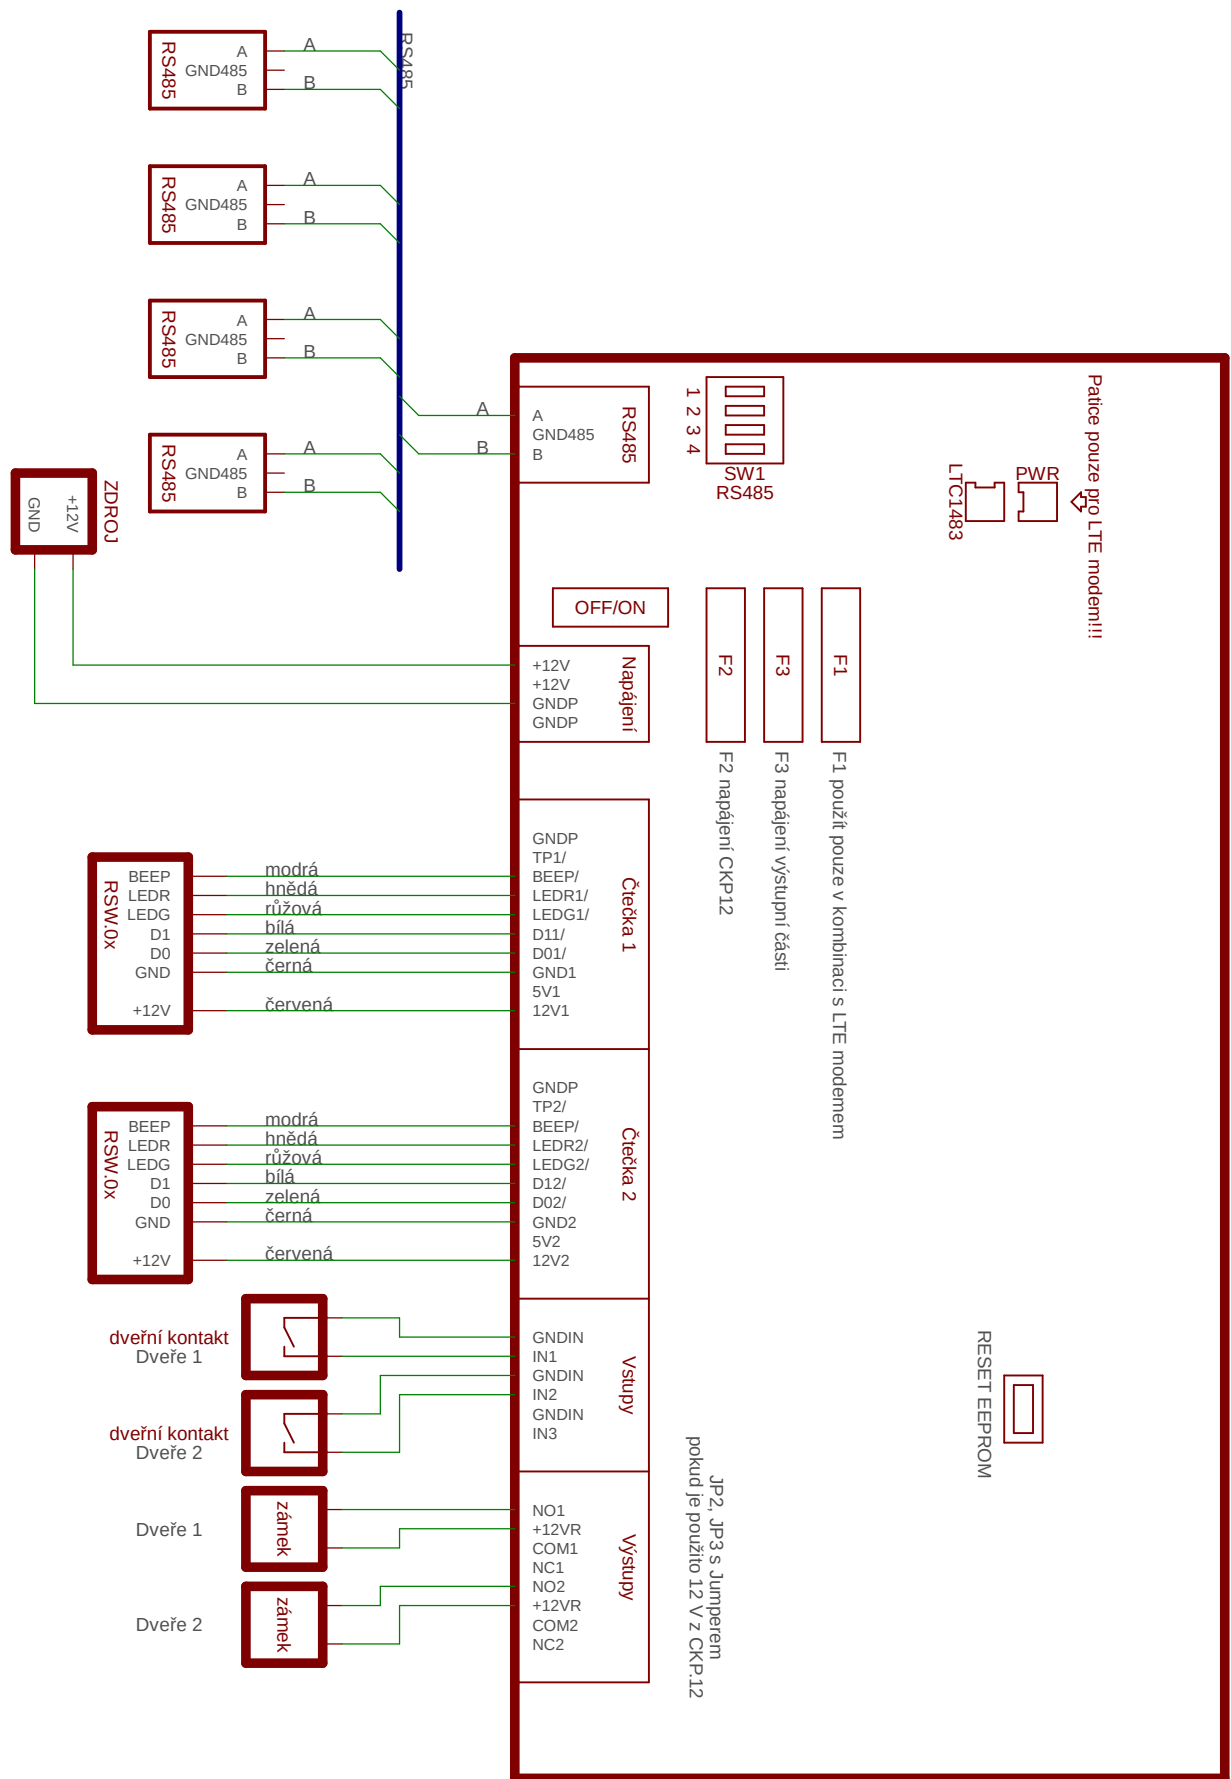 RS485
A
GND485
B
RS485
A
B
A
GND485
B
RS485
A
B
A
GND485
B
RS485
A
B
A
GND485
B
RS485
A
B
ZDROJ
+12V
GND
A
B
A
GND485
B
RS485
1 2 3 4
SW1
RS485
PWR
LTC1483
Patice pouze pro LTE modem!!!
OFF/ON
+12V
+12V
GNDP
GNDP
Napájení
F2
F3
F1
F2 napájení CKP12
F3 napájení výstupní části
F1 použít pouze v kombinaci s LTE modemem
BEEP
LEDR
LEDG
D1
D0
GND
+12V
RSW.0x
modrá
hnědá
růžová
bílá
zelená
černá
červená
GNDP
TP1/
BEEP/
LEDR1/
LEDG1/
D11/
D01/
GND1
5V1
12V1
Čtečka 1
BEEP
LEDR
LEDG
D1
D0
GND
+12V
RSW.0x
modrá
hnědá
růžová
bílá
zelená
černá
červená
GNDP
TP2/
BEEP/
LEDR2/
LEDG2/
D12/
D02/
GND2
5V2
12V2
Čtečka 2
dveřní kontakt
Dveře 1
dveřní kontakt
Dveře 2
GNDIN
IN1
GNDIN
IN2
GNDIN
IN3
Vstupy
RESET EEPROM
Dveře 1
zámek
Dveře 2
zámek
NO1
+12VR
COM1
NC1
NO2
+12VR
COM2
NC2
Výstupy
JP2, JP3 s Jumperem
pokud je použito 12 V z CKP.12